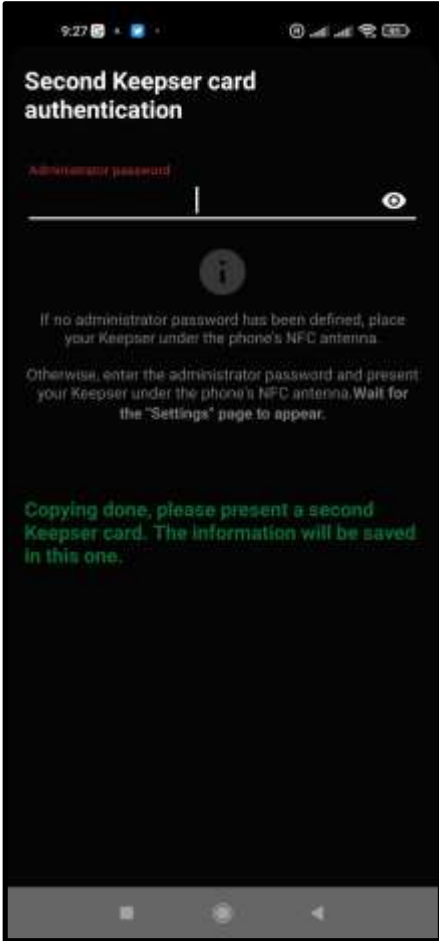 9:27
Second Keepser card
authentication
Administrator password
If no administrator password has been defined, place
your Keepser under the phone's NFC antenna.
Otherwise, enter the administrator password and present
your Keepser under the phone's NFC antenna.Wait for
the "Settings" page to appear.
Copying done, please present a second
Keepser card. The information will be saved
in this one.